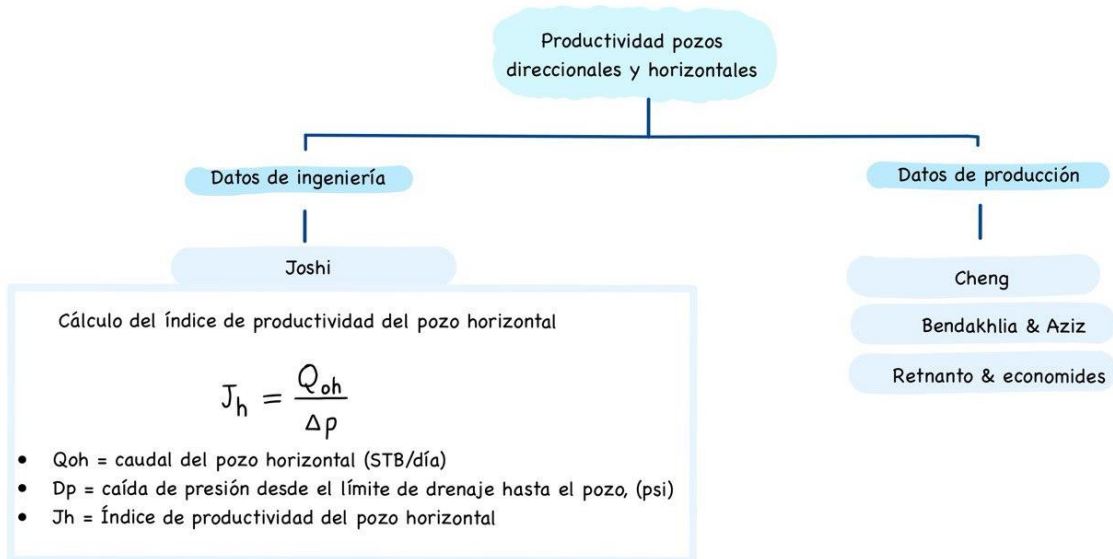 Productividad pozos
direccionales y horizontales
Datos de ingeniería
Datos de producción
Joshi
Cálculo del índice de productividad del pozo horizontal
J_h = Q_oh / Δp
• Qoh = caudal del pozo horizontal (STB/día)
• Dp = caída de presión desde el límite de drenaje hasta el pozo, (psi)
• Jh = Índice de productividad del pozo horizontal
Cheng
Bendakhlia & Aziz
Retnanto & economides